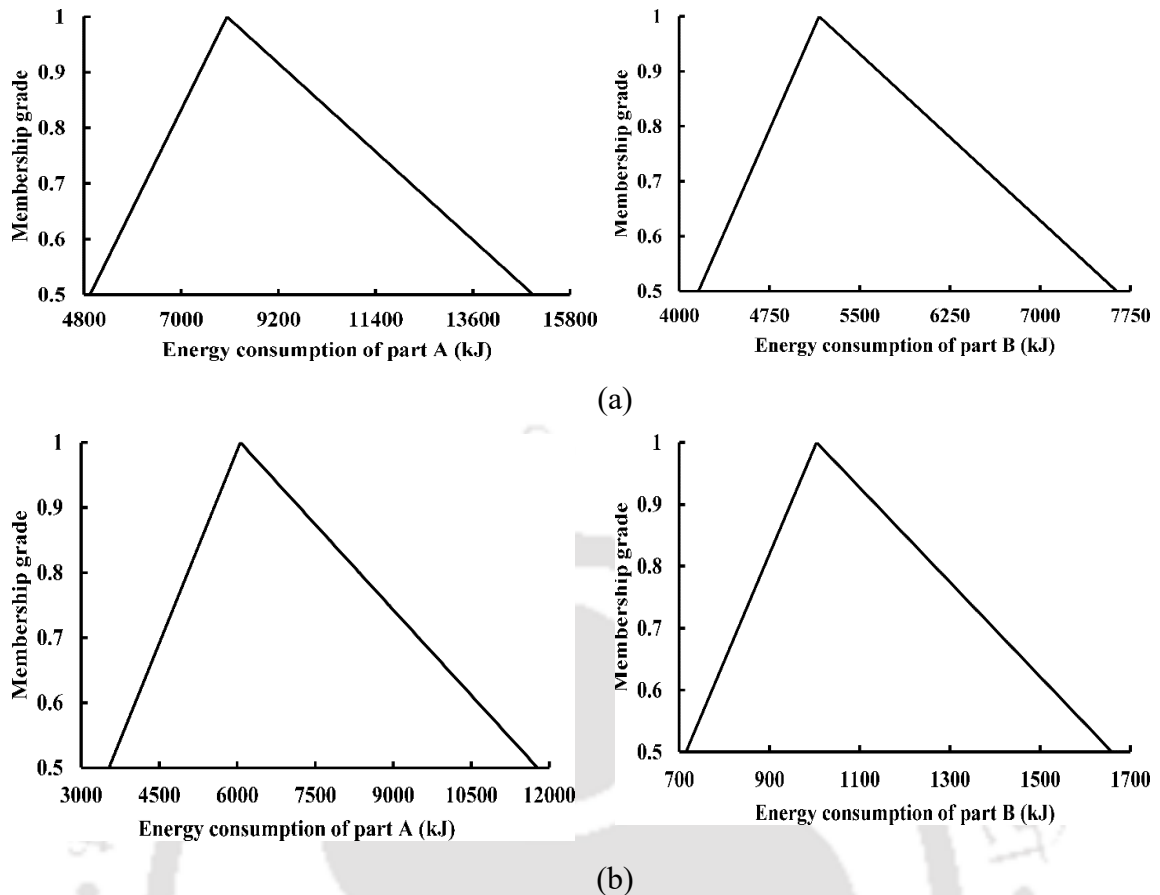 Membership grade
1
0.9
0.8
0.7
0.6
0.5
4800 7000 9200 11400 13600 15800
Energy consumption of part A (kJ)
Membership grade
1
0.9
0.8
0.7
0.6
0.5
4000 4750 5500 6250 7000 7750
Energy consumption of part B (kJ)
(a)
Membership grade
1
0.9
0.8
0.7
0.6
0.5
3000 4500 6000 7500 9000 10500 12000
Energy consumption of part A (kJ)
Membership grade
1
0.9
0.8
0.7
0.6
0.5
700 900 1100 1300 1500 1700
Energy consumption of part B (kJ)
(b)